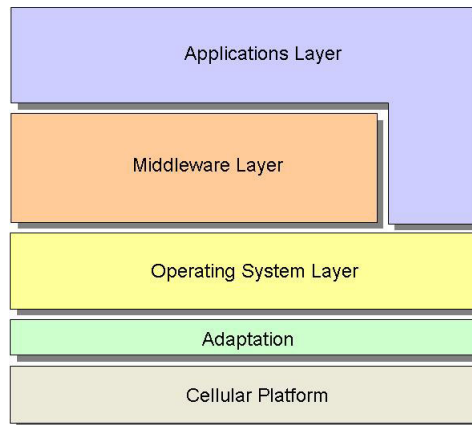 Applications Layer
Middleware Layer
Operating System Layer
Adaptation
Cellular Platform